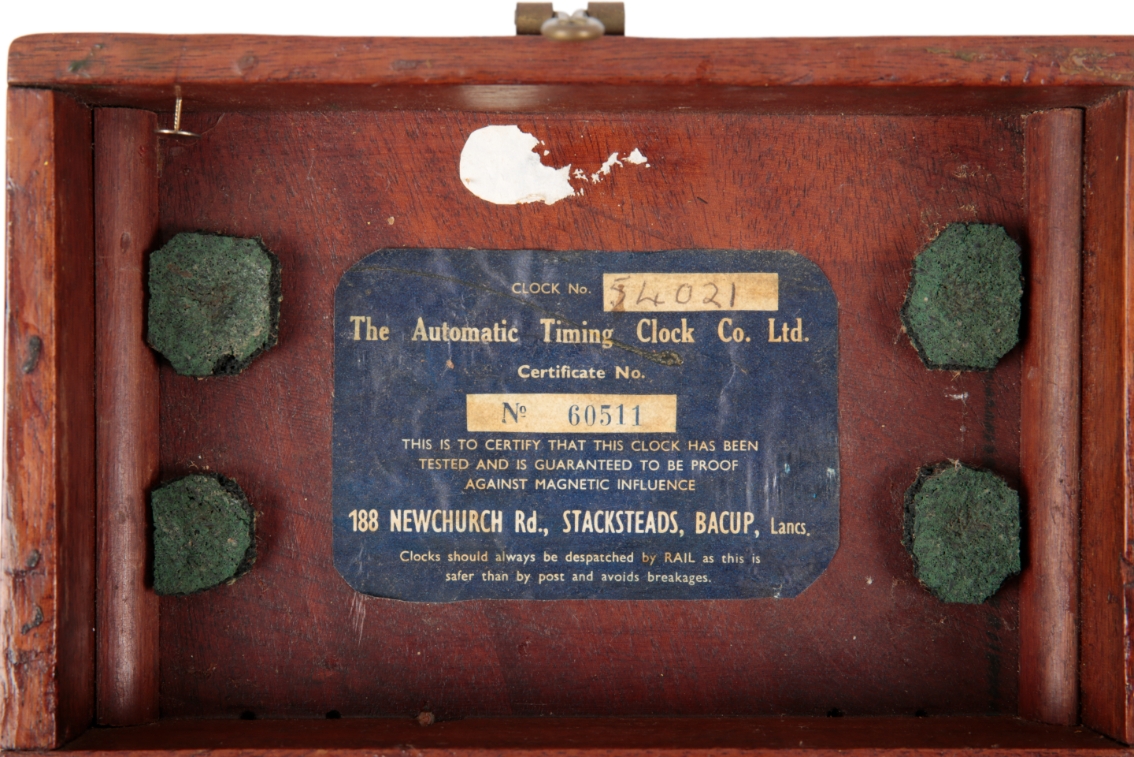 CLOCK No. 54021
The Automatic Timing Clock Co. Ltd.
Certificate No.
Nº 60511
THIS IS TO CERTIFY THAT THIS CLOCK HAS BEEN
TESTED AND IS GUARANTEED TO BE PROOF
AGAINST MAGNETIC INFLUENCE
188 NEWCHURCH Rd., STACKSTEADS, BACUP, Lancs.
Clocks should always be despatched by RAIL as this is
safer than by post and avoids breakages.